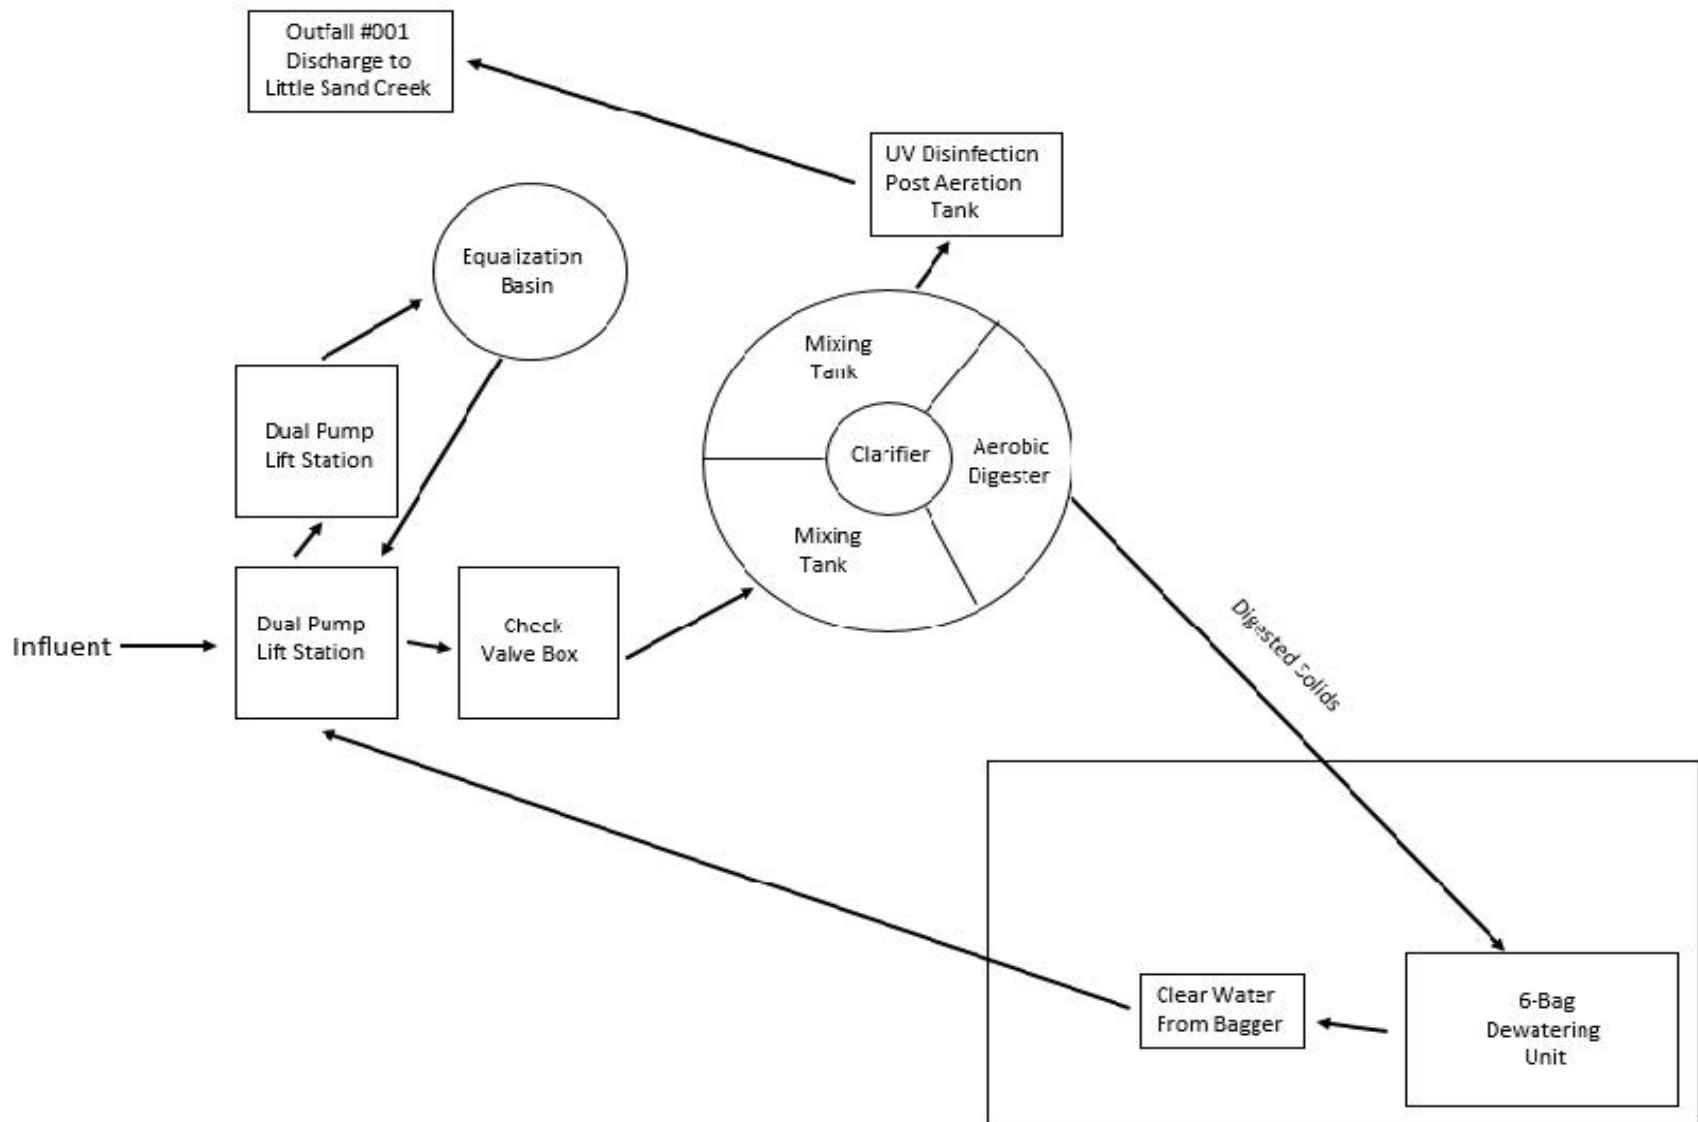 Outfall #001
Discharge to
Little Sand Creek
UV Disinfection
Post Aeration
Tank
Equalization
Basin
Mixing
Tank
Dual Pump
Lift Station
Clarifier
Aerobic
Digester
Mixing
Tank
Influent
Dual Pump
Lift Station
Check
Valve Box
Digested Solids
Clear Water
From Bagger
6-Bag
Dewatering
Unit